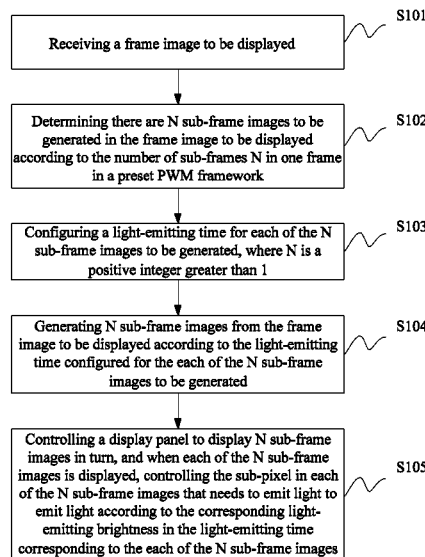 Receiving a frame image to be displayed
S101
Determining there are N sub-frame images to be
generated in the frame image to be displayed
according to the number of sub-frames N in one frame
in a preset PWM framework
S102
Configuring a light-emitting time for each of the N
sub-frame images to be generated, where N is a
positive integer greater than 1
S103
Generating N sub-frame images from the frame
image to be displayed according to the light-emitting
time configured for the each of the N sub-frame
images to be generated
S104
Controlling a display panel to display N sub-frame
images in turn, and when each of the N sub-frame
images is displayed, controlling the sub-pixel in each
of the N sub-frame images that needs to emit light to
emit light according to the corresponding light-
emitting brightness in the light-emitting time
corresponding to the each of the N sub-frame images
S105